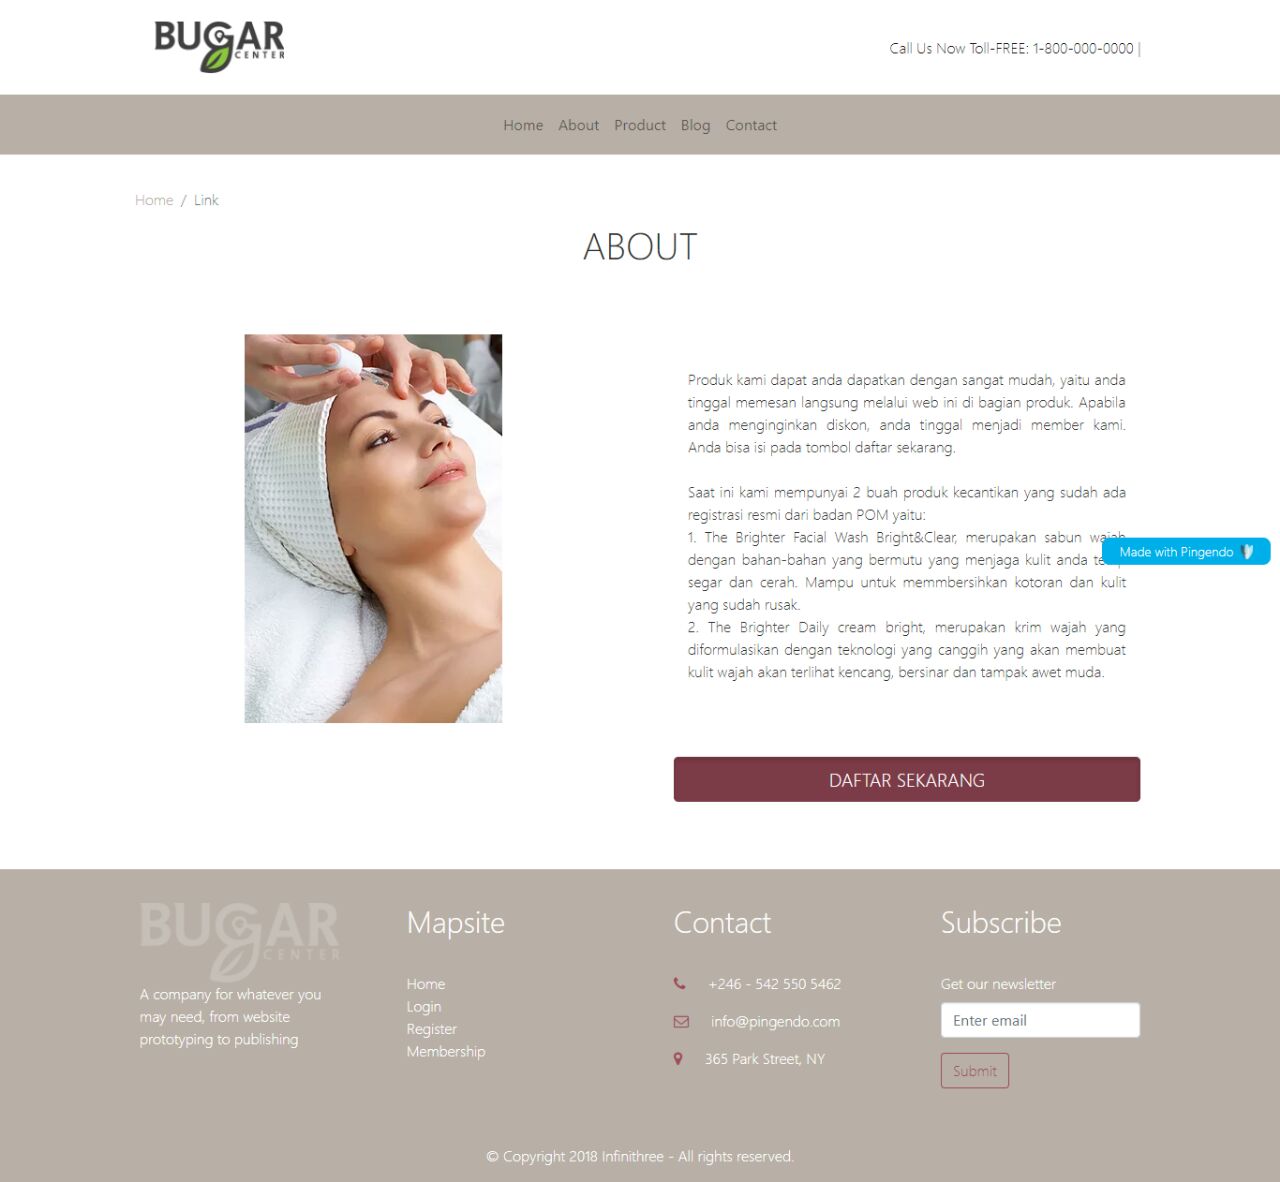 BUGAR
CENTER
Call Us Now Toll-FREE: 1-800-000-0000 |
Home About Product Blog Contact
Home / Link
ABOUT
Produk kami dapat anda dapatkan dengan sangat mudah, yaitu anda
tinggal memesan langsung melalui web ini di bagian produk. Apabila
anda menginginkan diskon, anda tinggal menjadi member kami.
Anda bisa isi pada tombol daftar sekarang.
Saat ini kami mempunyai 2 buah produk kecantikan yang sudah ada
registrasi resmi dari badan POM yaitu:
1. The Brighter Facial Wash Bright&Clear, merupakan sabun wajah
dengan bahan-bahan yang bermutu yang menjaga kulit anda
segar dan cerah. Mampu untuk memmbersihkan kotoran dan kulit
yang sudah rusak.
2. The Brighter Daily cream bright, merupakan krim wajah yang
diformulasikan dengan teknologi yang canggih yang akan membuat
kulit wajah akan terlihat kencang, bersinar dan tampak awet muda.
Made with Pingendo
DAFTAR SEKARANG
BUGAR
CENTER
A company for whatever you
may need, from website
prototyping to publishing
Mapsite
Home
Login
Register
Membership
Contact
+246 - 542 550 5462
info@pingendo.com
365 Park Street, NY
Subscribe
Get our newsletter
Enter email
Submit
© Copyright 2018 Infinithree - All rights reserved.